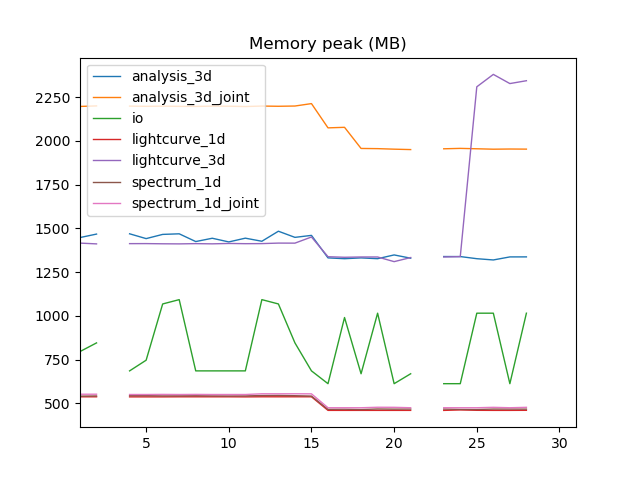 Memory peak (MB)
analysis_3d
analysis_3d_joint
io
lightcurve_1d
lightcurve_3d
spectrum_1d
spectrum_1d_joint
2250
2000
1750
1500
1250
1000
750
500
5 10 15 20 25 30